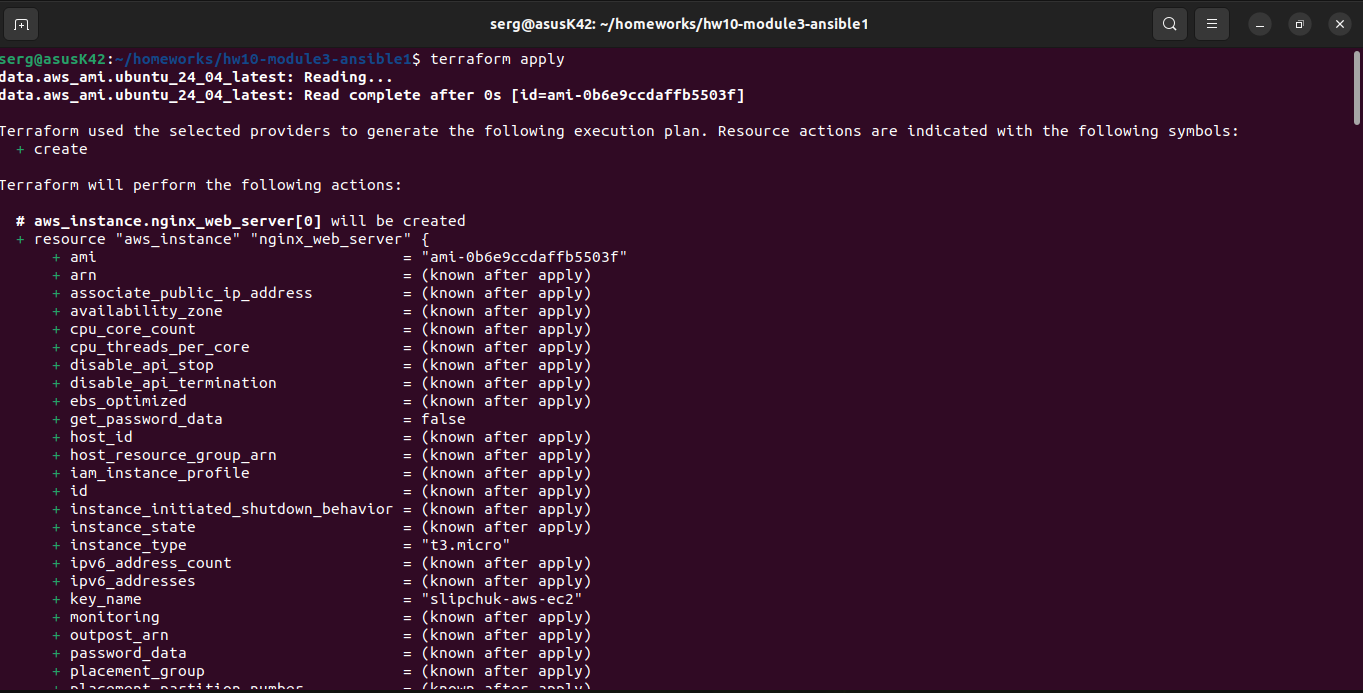 serg@asusK42: ~/homeworks/hw10-module3-ansible1
serg@asusK42:~/homeworks/hw10-module3-ansible1$ terraform apply
data.aws_ami.ubuntu_24_04_latest: Reading...
data.aws_ami.ubuntu_24_04_latest: Read complete after 0s [id=ami-0b6e9ccdaffb5503f]
Terraform used the selected providers to generate the following execution plan. Resource actions are indicated with the following symbols:
+ create
Terraform will perform the following actions:
# aws_instance.nginx_web_server[0] will be created
+ resource "aws_instance" "nginx_web_server" {
+ ami = "ami-0b6e9ccdaffb5503f"
+ arn = (known after apply)
+ associate_public_ip_address = (known after apply)
+ availability_zone = (known after apply)
+ cpu_core_count = (known after apply)
+ cpu_threads_per_core = (known after apply)
+ disable_api_stop = (known after apply)
+ disable_api_termination = (known after apply)
+ ebs_optimized = (known after apply)
+ get_password_data = false
+ host_id = (known after apply)
+ host_resource_group_arn = (known after apply)
+ iam_instance_profile = (known after apply)
+ id = (known after apply)
+ instance_initiated_shutdown_behavior = (known after apply)
+ instance_state = (known after apply)
+ instance_type = "t3.micro"
+ ipv6_address_count = (known after apply)
+ ipv6_addresses = (known after apply)
+ key_name = "slipchuk-aws-ec2"
+ monitoring = (known after apply)
+ outpost_arn = (known after apply)
+ password_data = (known after apply)
+ placement_group = (known after apply)
+ placement_partition_number = (known after apply)